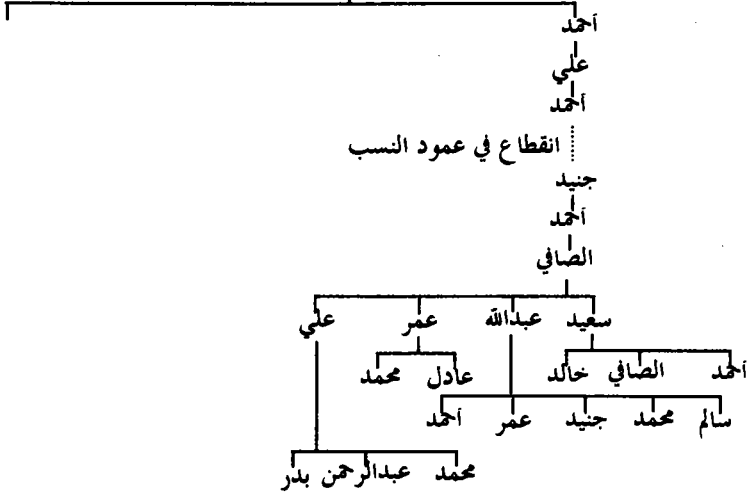 أحمد
علي
أحمد
انقطاع في عمود النسب
جنيد
أحمد
الصافي
سعيد عبدالله عمر علي
أحمد الصافي خالد عادل محمد
سالم محمد جنيد عمر أحمد
محمد عبدالرحمن بدر